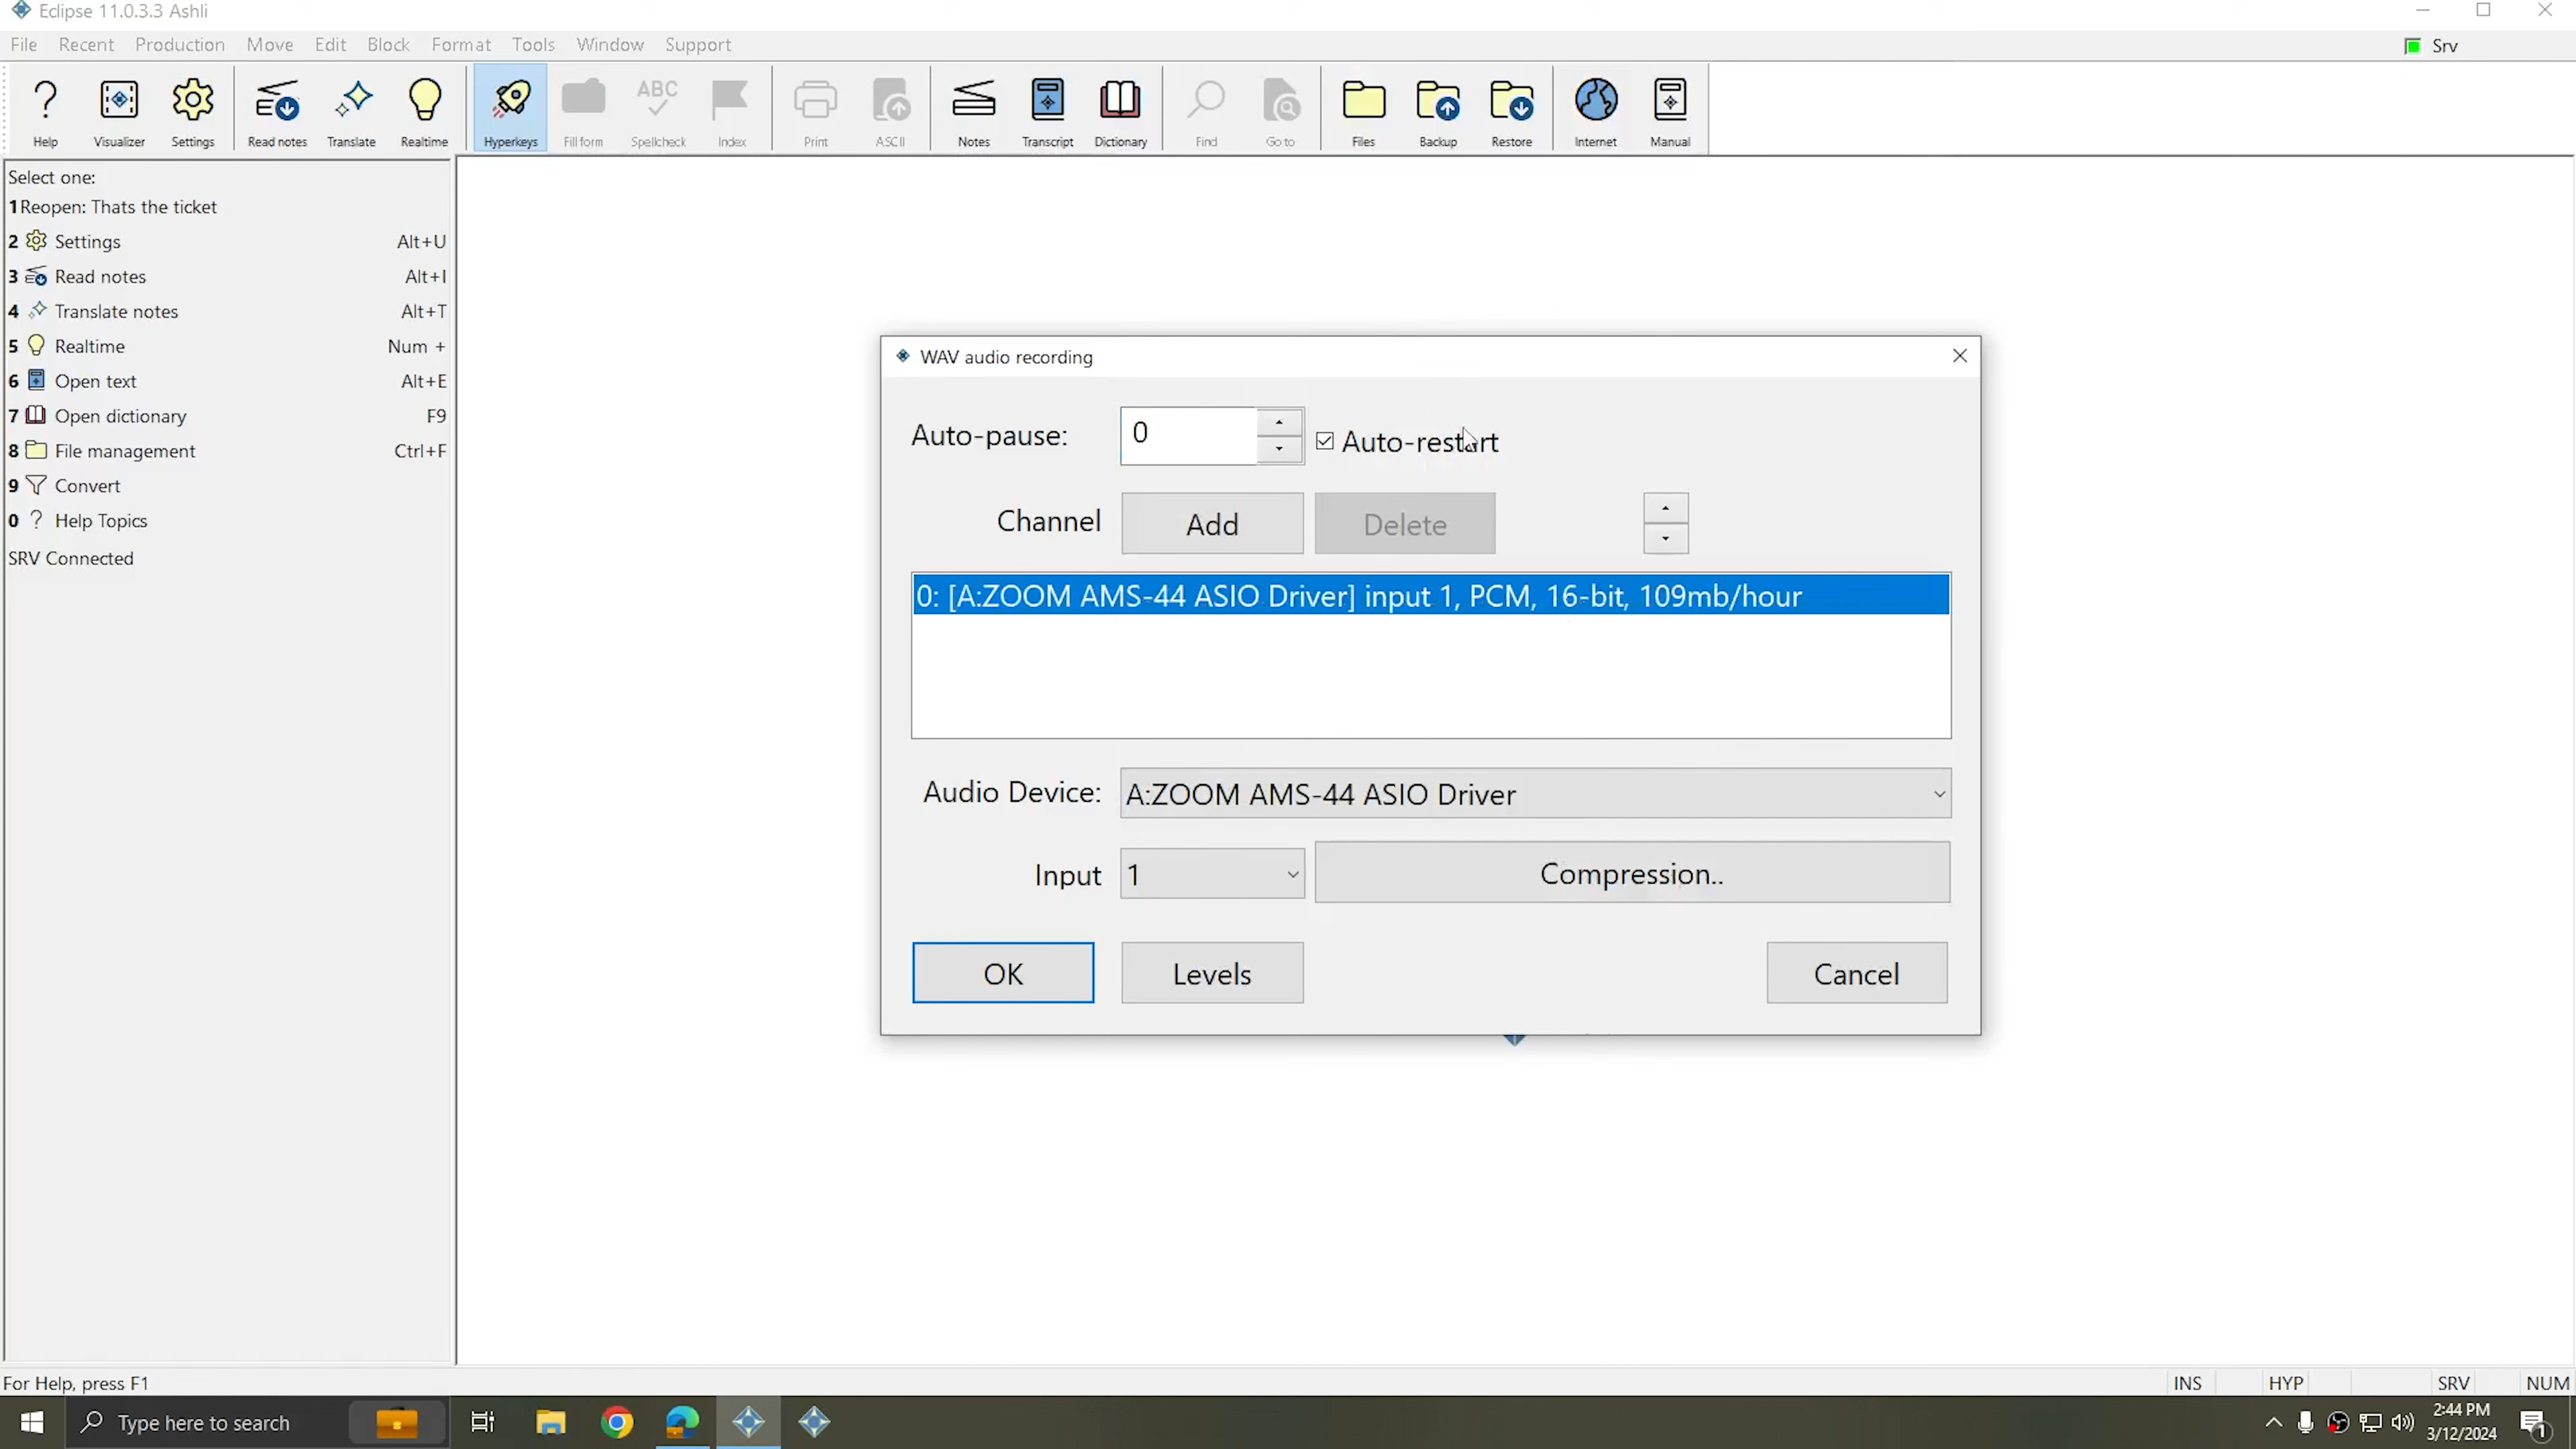 Eclipse 11.0.3.3 Ashli
File Recent Production Move Edit Block Format Tools Window Support
Srv
ABC
Help Visualizer Settings Read notes Translate Realtime Hyperkeys Fill form Spellcheck Index Print ASCII Notes Transcript Dictionary Find Go to Files Backup Restore Internet Manual
Select one:
1Reopen: Thats the ticket
2 Settings Alt+U
3 Read notes Alt+I
4 Translate notes Alt+T
5 Realtime Num +
6 Open text Alt+E
7 Open dictionary F9
8 File management Ctrl+F
9 Convert
0 ? Help Topics
SRV Connected
WAV audio recording
Auto-pause: 0 Auto-restart
Channel Add Delete
0: [A:ZOOM AMS-44 ASIO Driver] input 1, PCM, 16-bit, 109mb/hour
Audio Device: A:ZOOM AMS-44 ASIO Driver
Input 1 Compression..
OK Levels Cancel
For Help, press F1
INS HYP SRV NUM
Type here to search
2:44 PM
3/12/2024
1